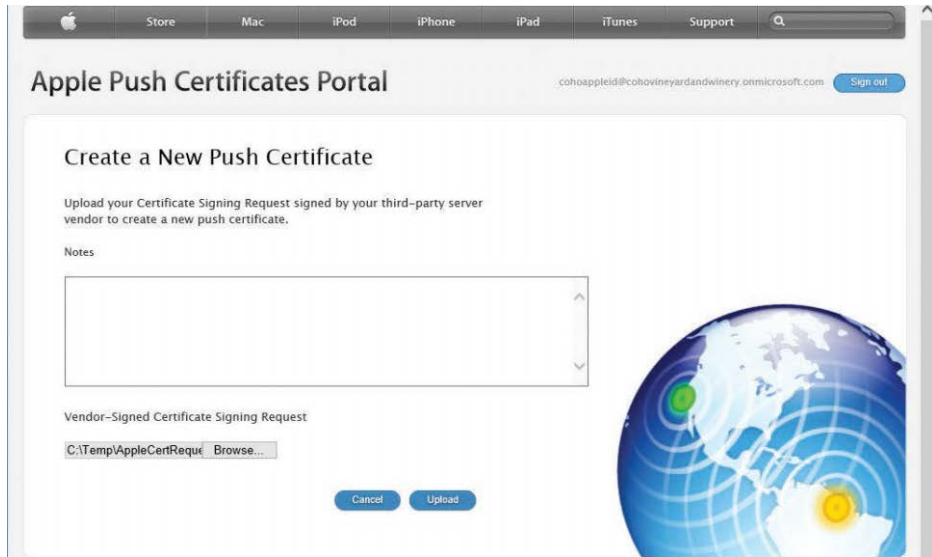 Store Mac iPod iPhone iPad iTunes Support
Apple Push Certificates Portal
cohoappleid@cohovineyardandwinery.onmicrosoft.com Sign out
Create a New Push Certificate
Upload your Certificate Signing Request signed by your third-party server
vendor to create a new push certificate.
Notes
Vendor-Signed Certificate Signing Request
C:\Temp\AppleCertReque Browse...
Cancel Upload